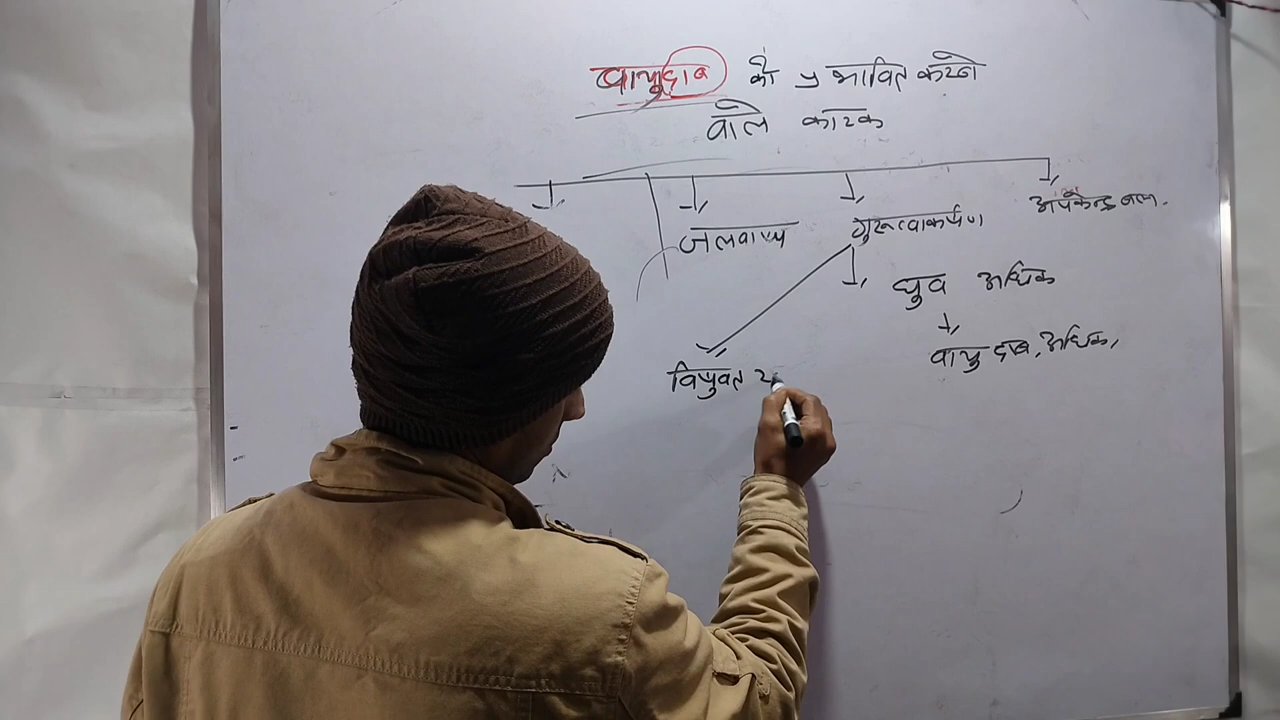 वायुदाब को प्रभावित करने
वाले कारक
जलवाष्प
गुरुत्वाकर्षण
अपकेन्द्र बल.
ध्रुव अधिक
वायु दाब, अधिक,
विषुवत